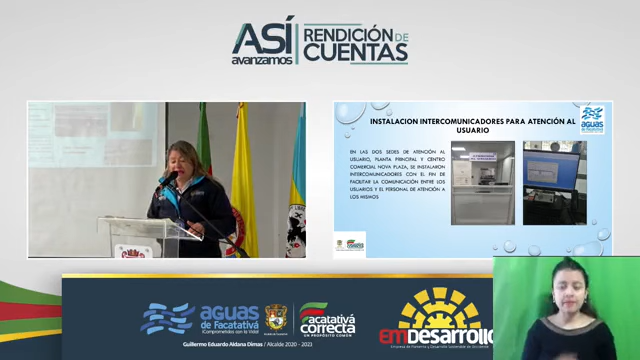 ASÍ
avanzamos
RENDICIÓN DE
CUENTAS
INSTALACION INTERCOMUNICADORES PARA ATENCIÓN AL
USUARIO
AGUAS
de Facatativá
EN LAS DOS SEDES DE ATENCIÓN AL
USUARIO, PLANTA PRINCIPAL Y CENTRO
COMERCIAL NOVA PLAZA, SE INSTALARON
INTERCOMUNICADORES CON EL FIN DE
FACILITAR LA COMUNICACIÓN ENTRE LOS
USUARIOS Y EL PERSONAL DE ATENCIÓN A
LOS MISMOS
AGUAS
de Facatativá
¡Comprometidos con la Vida!
Facatativá
correcta
UN PROPÓSITO COMÚN
Guillermo Eduardo Aldana Dimas / Alcalde 2020 - 2023
EMDESARROLLO